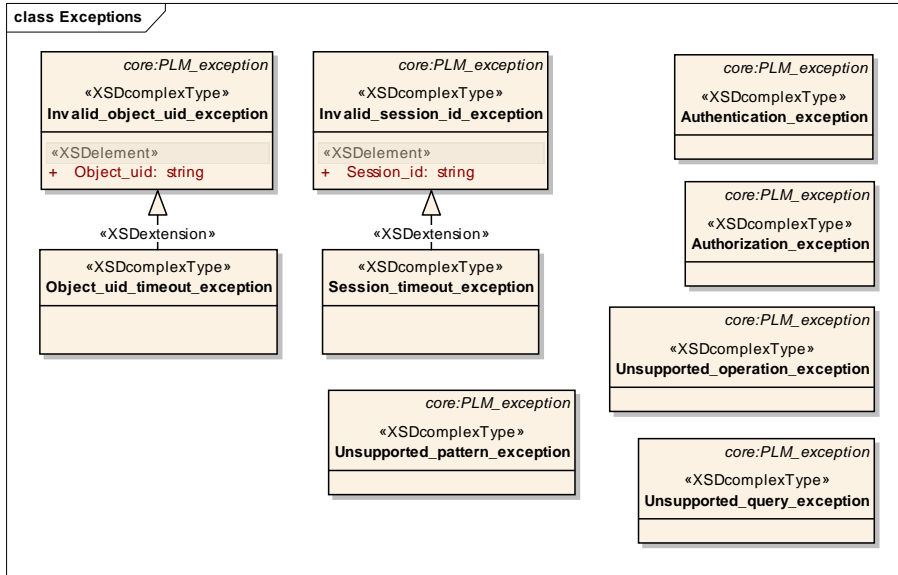 class Exceptions
core:PLM_exception
«XSDcomplexType»
Invalid_object_uid_exception
«XSDelement»
+ Object_uid: string
«XSDextension»
«XSDcomplexType»
Object_uid_timeout_exception
core:PLM_exception
«XSDcomplexType»
Invalid_session_id_exception
«XSDelement»
+ Session_id: string
«XSDextension»
«XSDcomplexType»
Session_timeout_exception
core:PLM_exception
«XSDcomplexType»
Unsupported_pattern_exception
core:PLM_exception
«XSDcomplexType»
Authentication_exception
core:PLM_exception
«XSDcomplexType»
Authorization_exception
core:PLM_exception
«XSDcomplexType»
Unsupported_operation_exception
core:PLM_exception
«XSDcomplexType»
Unsupported_query_exception